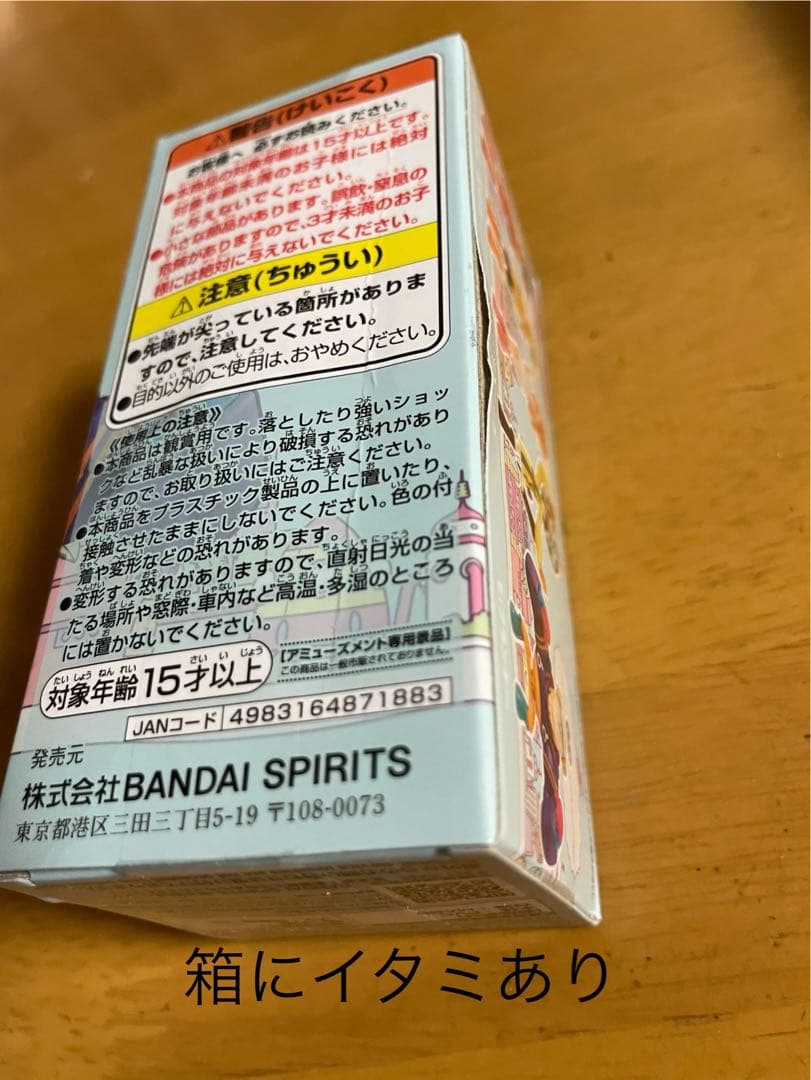 ⚠警告(けいこく)
お客様へ 必ずお読みください。
●本商品の対象年齢は15才以上です。
対象年齢未満のお子様には絶対
に与えないでください。
●小さな部品があります。誤飲・窒息の
危険がありますので、3才未満のお子
様には絶対に与えないでください。
⚠注意(ちゅうい)
●先端が尖っている箇所がありま
すので、注意してください。
●目的以外のご使用は、おやめください。
《使用上の注意》
●本商品は観賞用です。落としたり強いショッ
クなど乱暴な扱いにより破損する恐れがあり
ますので、お取り扱いにはご注意ください。
●本商品をプラスチック製品の上に置いたり、
接触させたままにしないでください。色の付
着や変形などの恐れがあります。
●変形する恐れがありますので、直射日光の当
たる場所や窓際・車内など高温・多湿のところ
には置かないでください。
対象年齢15才以上
[アミューズメント専用景品]
この商品は一般市販されておりません。
JANコード 4983164871883
発売元
株式会社BANDAI SPIRITS
東京都港区三田三丁目5-19 〒108-0073
箱にイタミあり